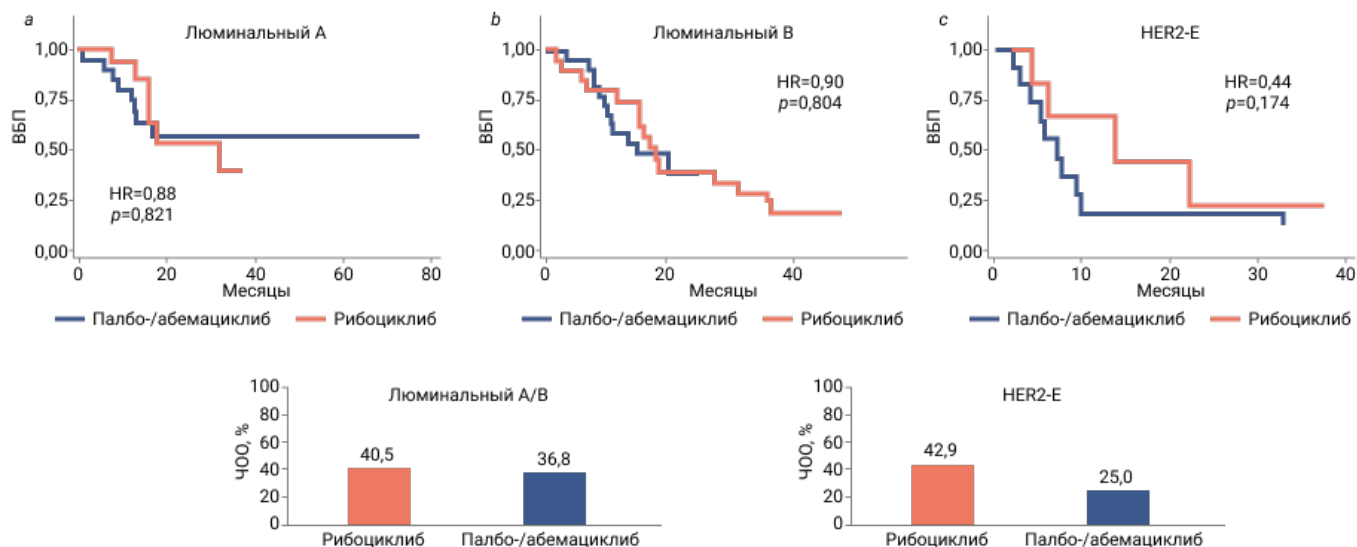 a
Люминальный A
ВБП
1,00
0,75
0,50
0,25
0,00
HR=0,88
p=0,821
0 20 40 60 80
Месяцы
Палбо-/абемациклиб Рибоциклиб
b
Люминальный B
ВБП
1,00
0,75
0,50
0,25
0,00
HR=0,90
p=0,804
0 20 40
Месяцы
Палбо-/абемациклиб Рибоциклиб
c
HER2-E
ВБП
1,00
0,75
0,50
0,25
0,00
HR=0,44
p=0,174
0 10 20 30 40
Месяцы
Палбо-/абемациклиб Рибоциклиб
Люминальный A/B
ЧОО, %
100
80
60
40
20
0
40,5
36,8
Рибоциклиб Палбо-/абемациклиб
HER2-E
ЧОО, %
100
80
60
40
20
0
42,9
25,0
Рибоциклиб Палбо-/абемациклиб